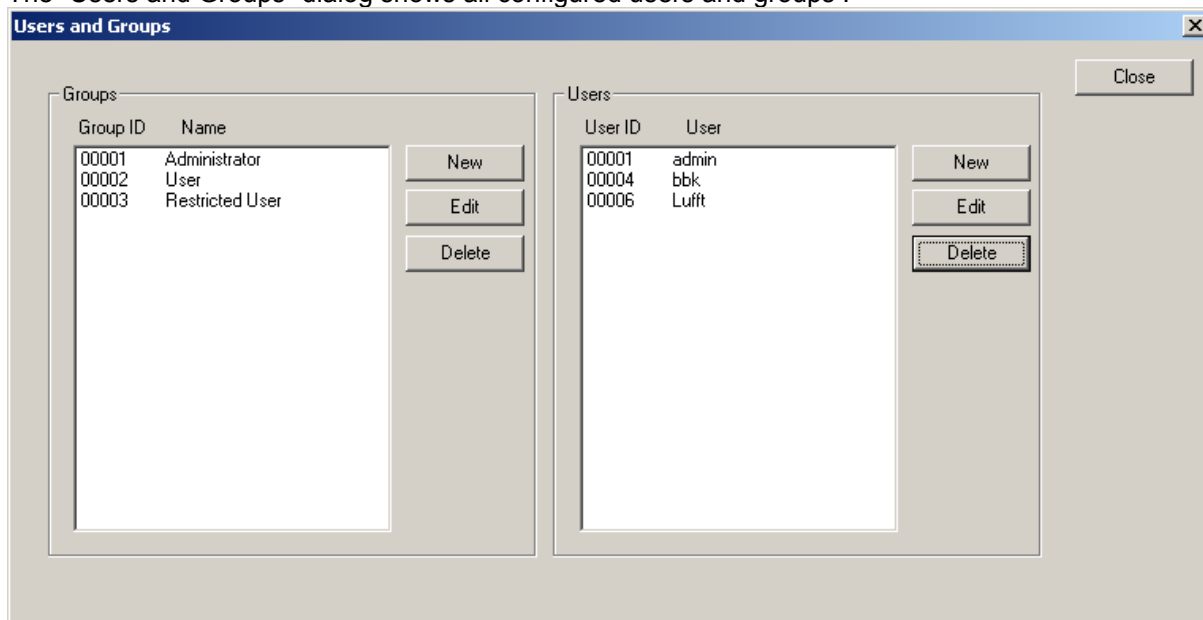 The "Users and Groups" dialog shows all configured users and groups .
Users and Groups
Close
Groups
Group ID Name
00001 Administrator
00002 User
00003 Restricted User
New
Edit
Delete
Users
User ID User
00001 admin
00004 bbk
00006 Lufft
New
Edit
Delete